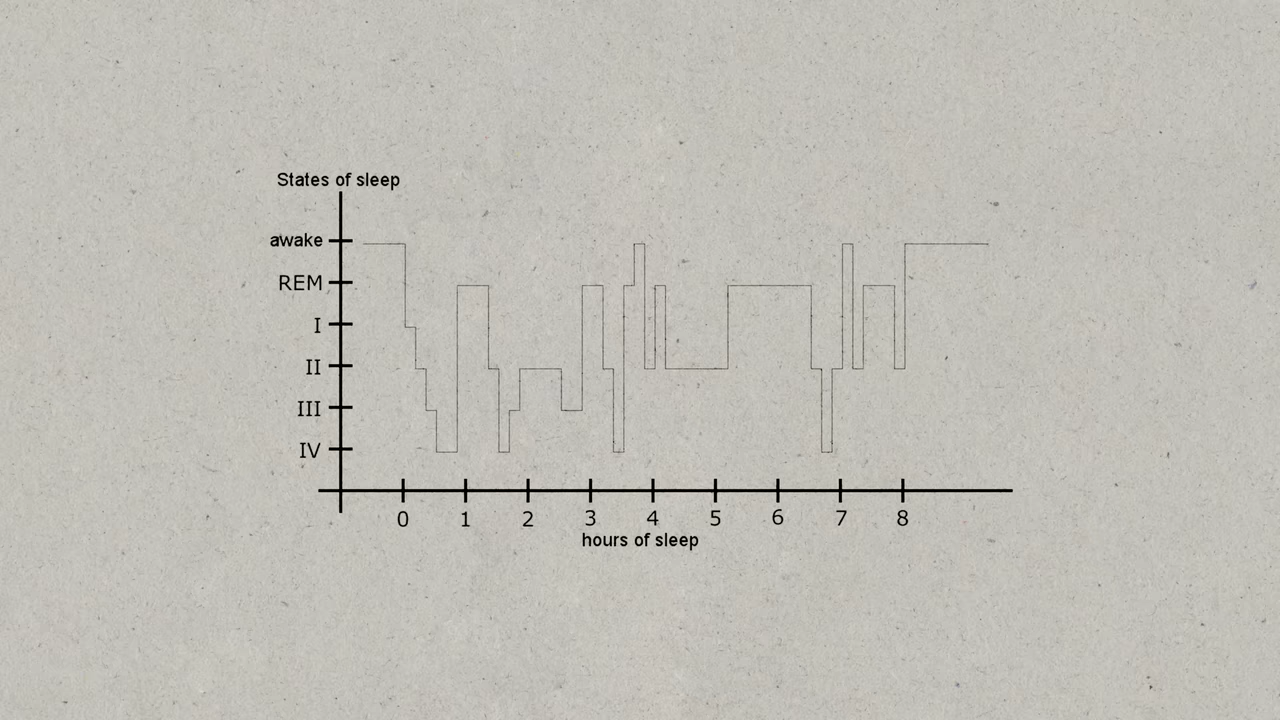 States of sleep
awake
REM
I
II
III
IV
0 1 2 3 4 5 6 7 8
hours of sleep